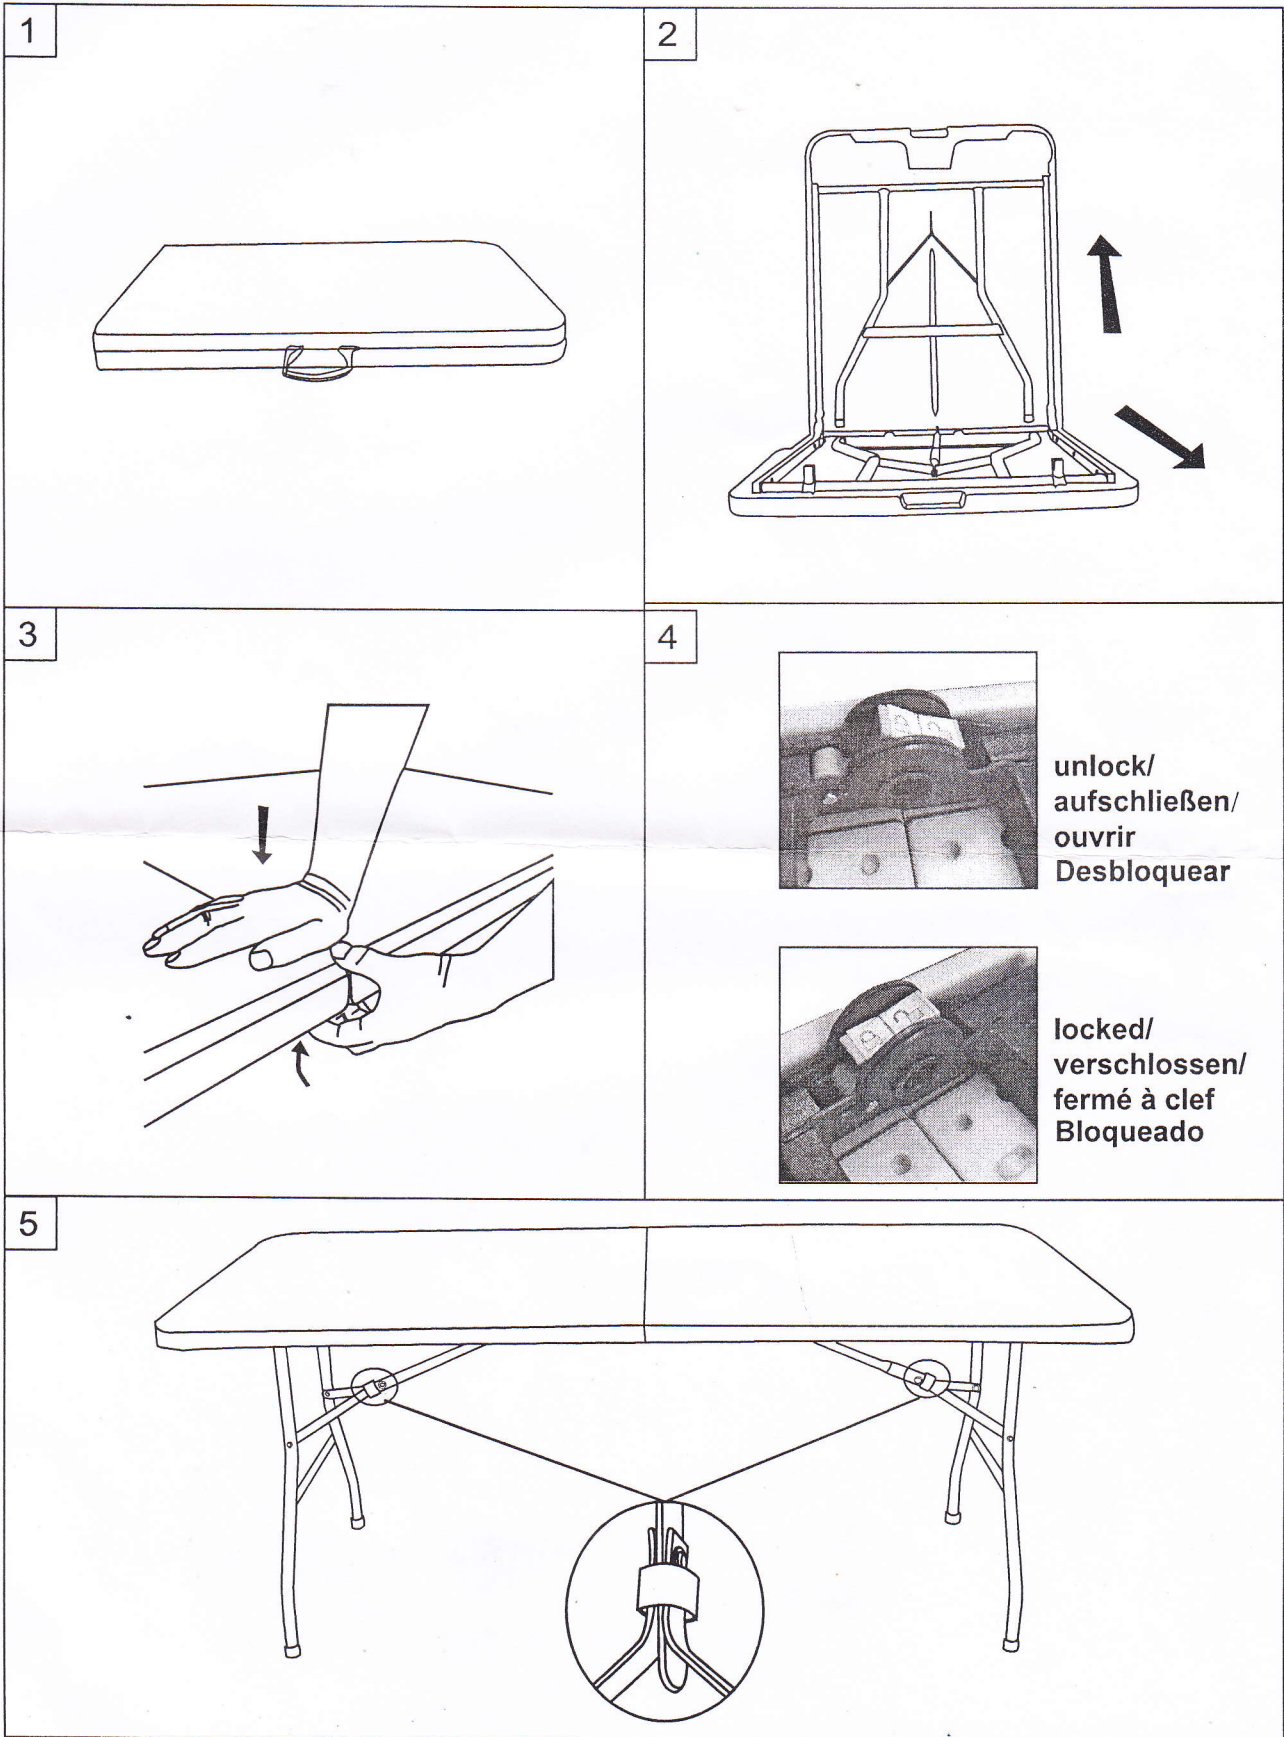 1
2
3
4
unlock/
aufschließen/
ouvrir
Desbloquear
locked/
verschlossen/
fermé à clef
Bloqueado
5